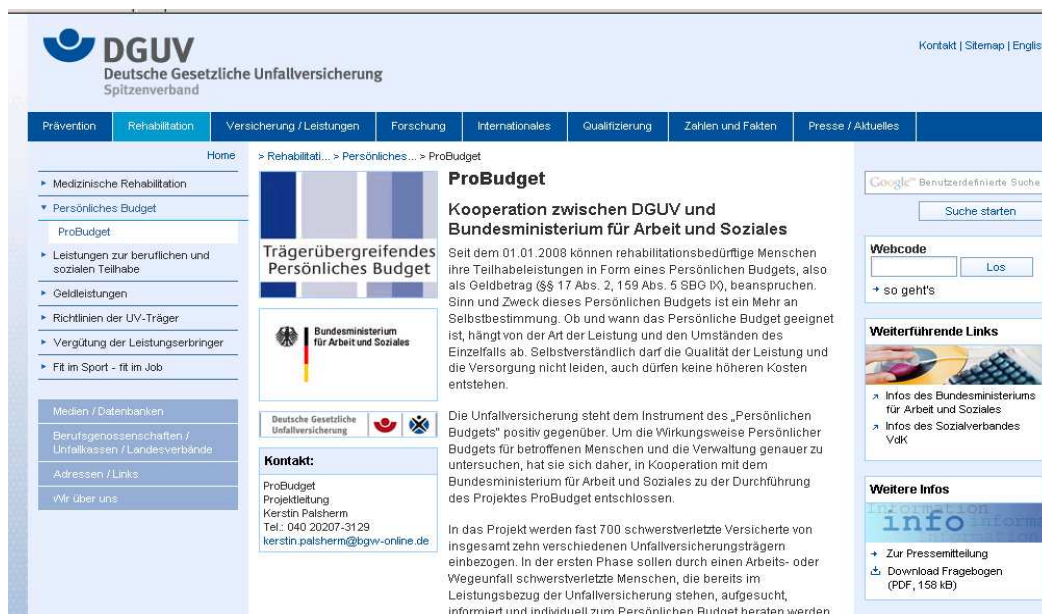 DGUV
Deutsche Gesetzliche Unfallversicherung
Spitzenverband
Kontakt | Sitemap | Englis
Prävention
Rehabilitation
Versicherung / Leistungen
Forschung
Internationales
Qualifizierung
Zahlen und Fakten
Presse / Aktuelles
Home
> Rehabilitati... > Persönliches... > ProBudget
Medizinische Rehabilitation
Persönliches Budget
ProBudget
Leistungen zur beruflichen und
sozialen Teilhabe
Geldleistungen
Richtlinien der UV-Träger
Vergütung der Leistungserbringer
Fit im Sport - fit im Job
Medien / Datenbanken
Berufsgenossenschaften /
Unfallkassen / Landesverbände
Adressen / Links
Wir über uns
Trägerübergreifendes
Persönliches Budget
Bundesministerium
für Arbeit und Soziales
Deutsche Gesetzliche
Unfallversicherung
Kontakt:
ProBudget
Projektleitung
Kerstin Palsherm
Tel.: 040 20207-3129
kerstin.palsherm@bgw-online.de
ProBudget
Kooperation zwischen DGUV und
Bundesministerium für Arbeit und Soziales
Seit dem 01.01.2008 können rehabilitationsbedürftige Menschen
ihre Teilhabeleistungen in Form eines Persönlichen Budgets, also
als Geldbetrag (§§ 17 Abs. 2, 159 Abs. 5 SBG IX), beanspruchen.
Sinn und Zweck dieses Persönlichen Budgets ist ein Mehr an
Selbstbestimmung. Ob und wann das Persönliche Budget geeignet
ist, hängt von der Art der Leistung und den Umständen des
Einzelfalls ab. Selbstverständlich darf die Qualität der Leistung und
die Versorgung nicht leiden, auch dürfen keine höheren Kosten
entstehen.
Die Unfallversicherung steht dem Instrument des „Persönlichen
Budgets" positiv gegenüber. Um die Wirkungsweise Persönlicher
Budgets für betroffenen Menschen und die Verwaltung genauer zu
untersuchen, hat sie sich daher, in Kooperation mit dem
Bundesministerium für Arbeit und Soziales zu der Durchführung
des Projektes ProBudget entschlossen.
In das Projekt werden fast 700 schwerstverletzte Versicherte von
insgesamt zehn verschiedenen Unfallversicherungsträgern
einbezogen. In der ersten Phase sollen durch einen Arbeits- oder
Wegeunfall schwerstverletzte Menschen, die bereits im
Leistungsbezug der Unfallversicherung stehen, aufgesucht,
informiert und individuell zum Persönlichen Budget beraten werden
Google™ Benutzerdefinierte Suche
Suche starten
Webcode
Los
so geht's
Weiterführende Links
Infos des Bundesministeriums
für Arbeit und Soziales
Infos des Sozialverbandes
VdK
Weitere Infos
Information
info
Zur Pressemitteilung
Download Fragebogen
(PDF, 158 kB)